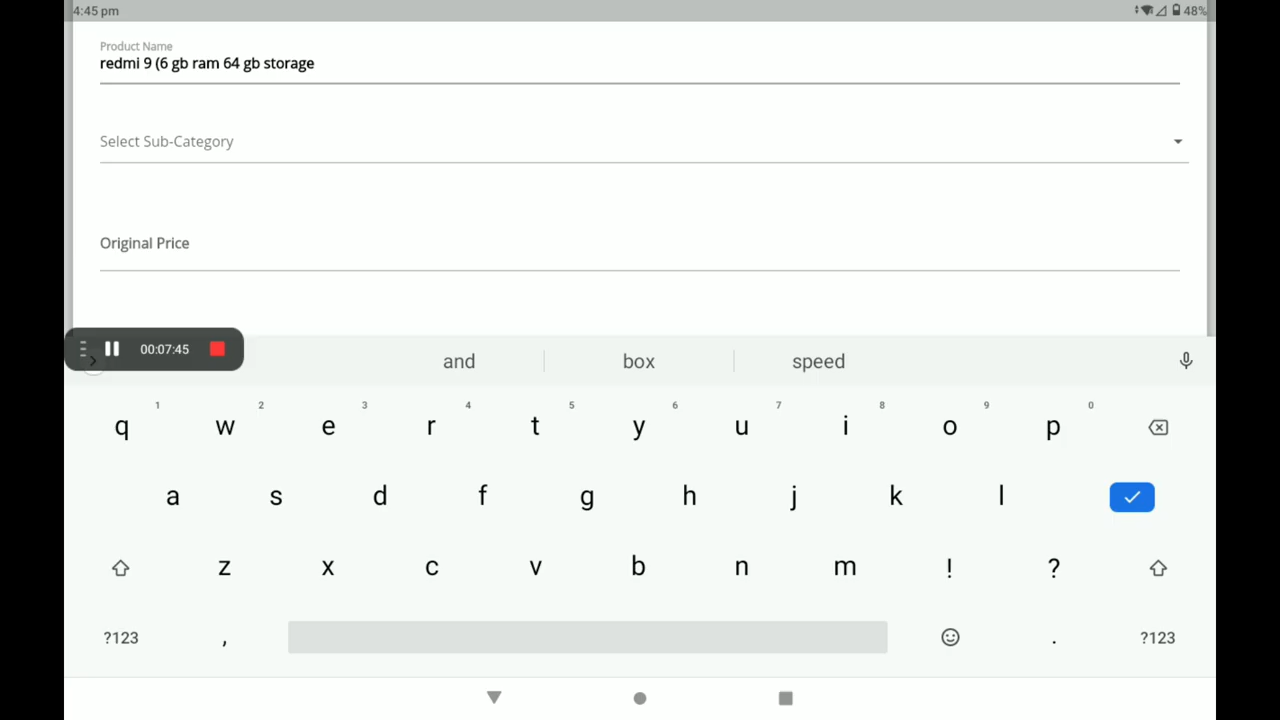 4:45 pm
48%
Product Name
redmi 9 (6 gb ram 64 gb storage
Select Sub-Category
Original Price
00:07:45
and box speed
1 2 3 4 5 6 7 8 9 0
q w e r t y u i o p
a s d f g h j k l
z x c v b n m ! ?
?123 , . ?123